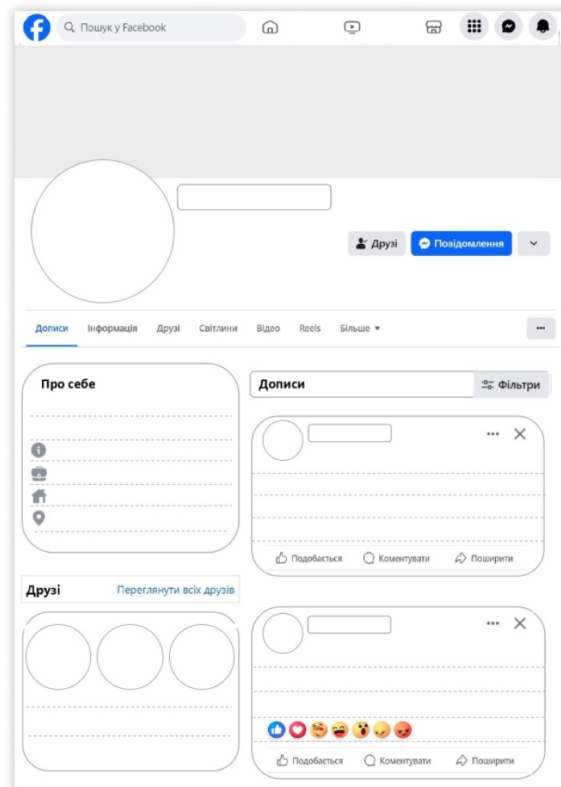 Пошук у Facebook
Друзі
Повідомлення
Дописи Інформація Друзі Світлини Відео Reels Більше
Про себе
Дописи
Фільтри
Подобається Коментувати Поширити
Друзі
Переглянути всіх друзів
Подобається Коментувати Поширити